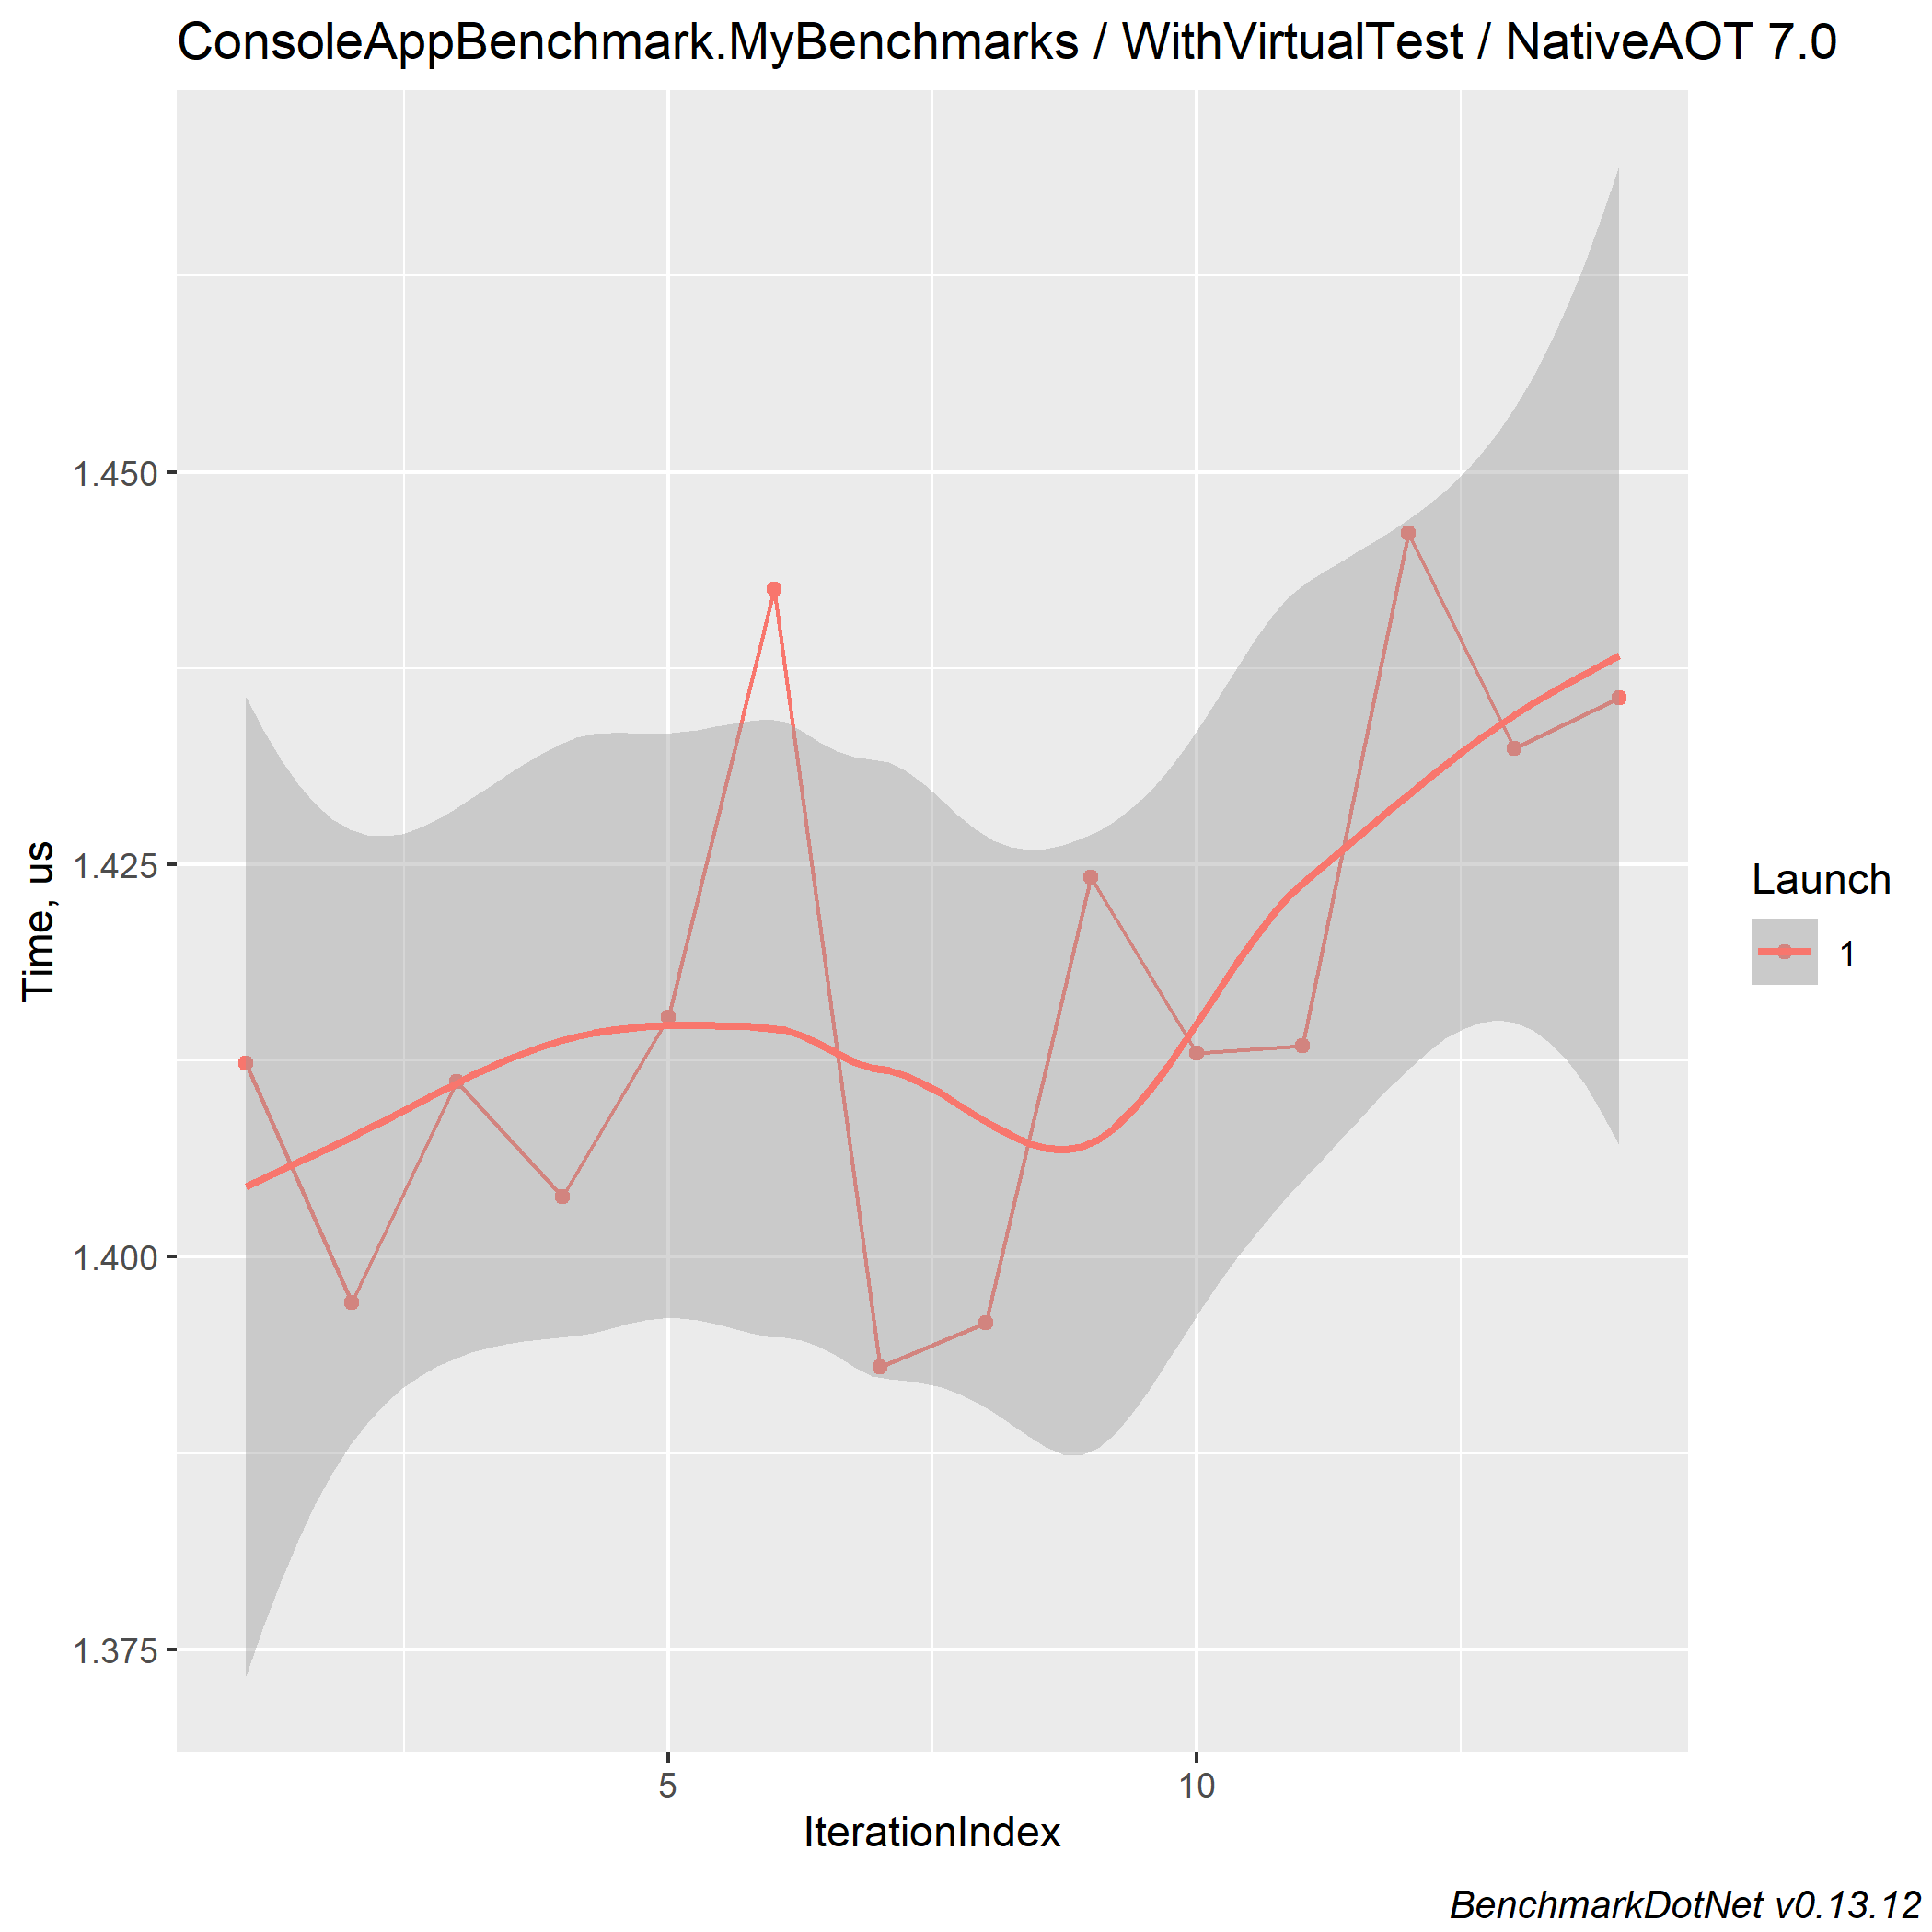 ConsoleAppBenchmark.MyBenchmarks / WithVirtualTest / NativeAOT 7.0
1.450
1.425
1.400
1.375
Time, us
5
10
IterationIndex
Launch
1
BenchmarkDotNet v0.13.12